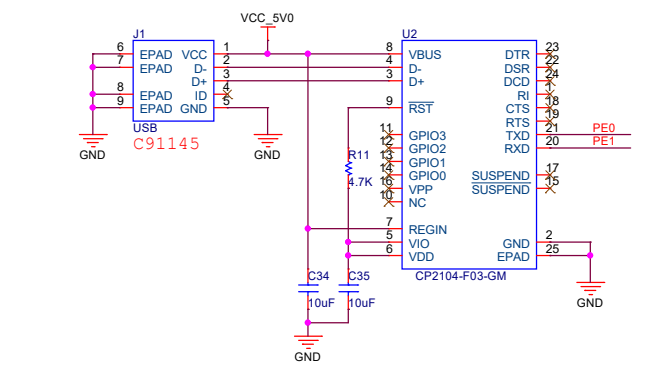 VCC_5V0
J1
U2
6 EPAD VCC 1
7 EPAD D- 2
D+ 3
8 EPAD ID 4
9 EPAD GND 5
USB
C91145
GND
GND
8 VBUS DTR 23
4 D- DSR 22
3 D+ DCD 24
RI 1
9 RST CTS 18
RTS 19
11 GPIO3 TXD 21 PE0
12 GPIO2 RXD 20 PE1
13 GPIO1
14 GPIO0 SUSPEND 17
16 VPP SUSPEND 15
10 NC
R11
4.7K
7 REGIN
5 VIO GND 2
6 VDD EPAD 25
CP2104-F03-GM
C34
10uF
C35
10uF
GND
GND